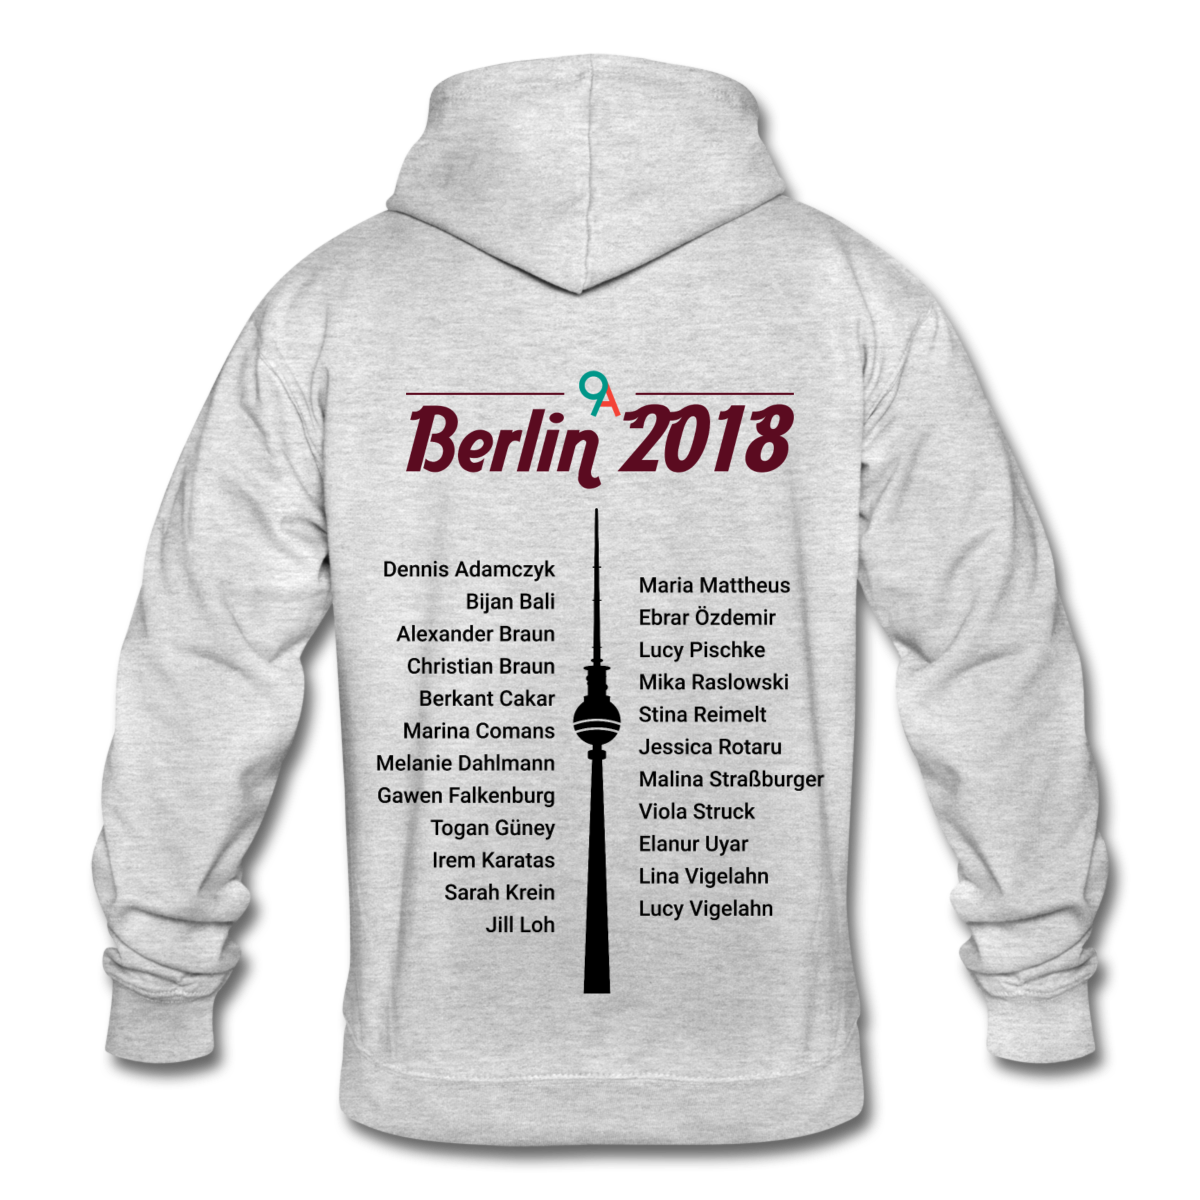 9A
Berlin 2018
Dennis Adamczyk
Bijan Bali
Alexander Braun
Christian Braun
Berkant Cakar
Marina Comans
Melanie Dahlmann
Gawen Falkenburg
Togan Güney
Irem Karatas
Sarah Krein
Jill Loh
Maria Mattheus
Ebrar Özdemir
Lucy Pischke
Mika Raslowski
Stina Reimelt
Jessica Rotaru
Malina Straßburger
Viola Struck
Elanur Uyar
Lina Vigelahn
Lucy Vigelahn